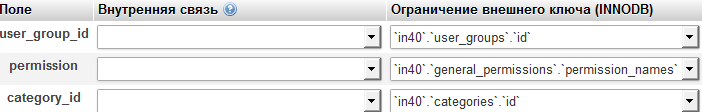 Поле Внутренняя связь Ограничение внешнего ключа (INNODB)
user_group_id `in40`.`user_groups`.`id`
permission `in40`.`general_permissions`.`permission_names`
category_id `in40`.`categories`.`id`